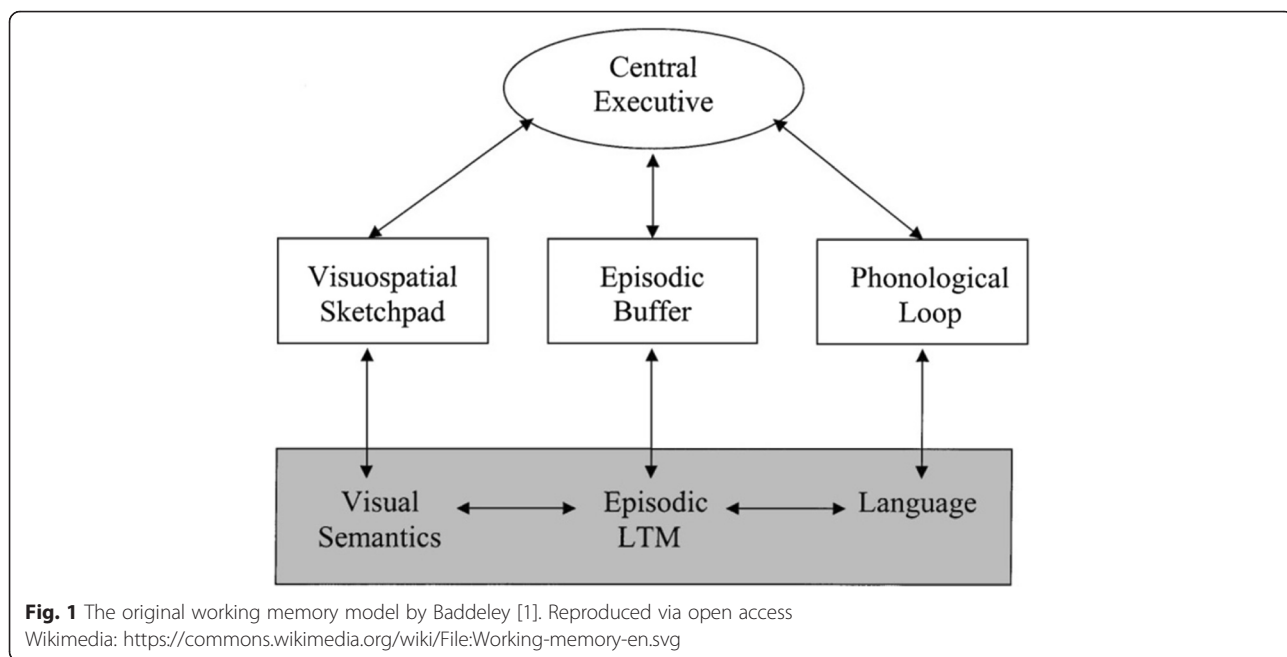 Central
Executive
Visuospatial
Sketchpad
Episodic
Buffer
Phonological
Loop
Visual
Semantics
Episodic
LTM
Language
Fig. 1 The original working memory model by Baddeley [1]. Reproduced via open access
Wikimedia: https://commons.wikimedia.org/wiki/File:Working-memory-en.svg